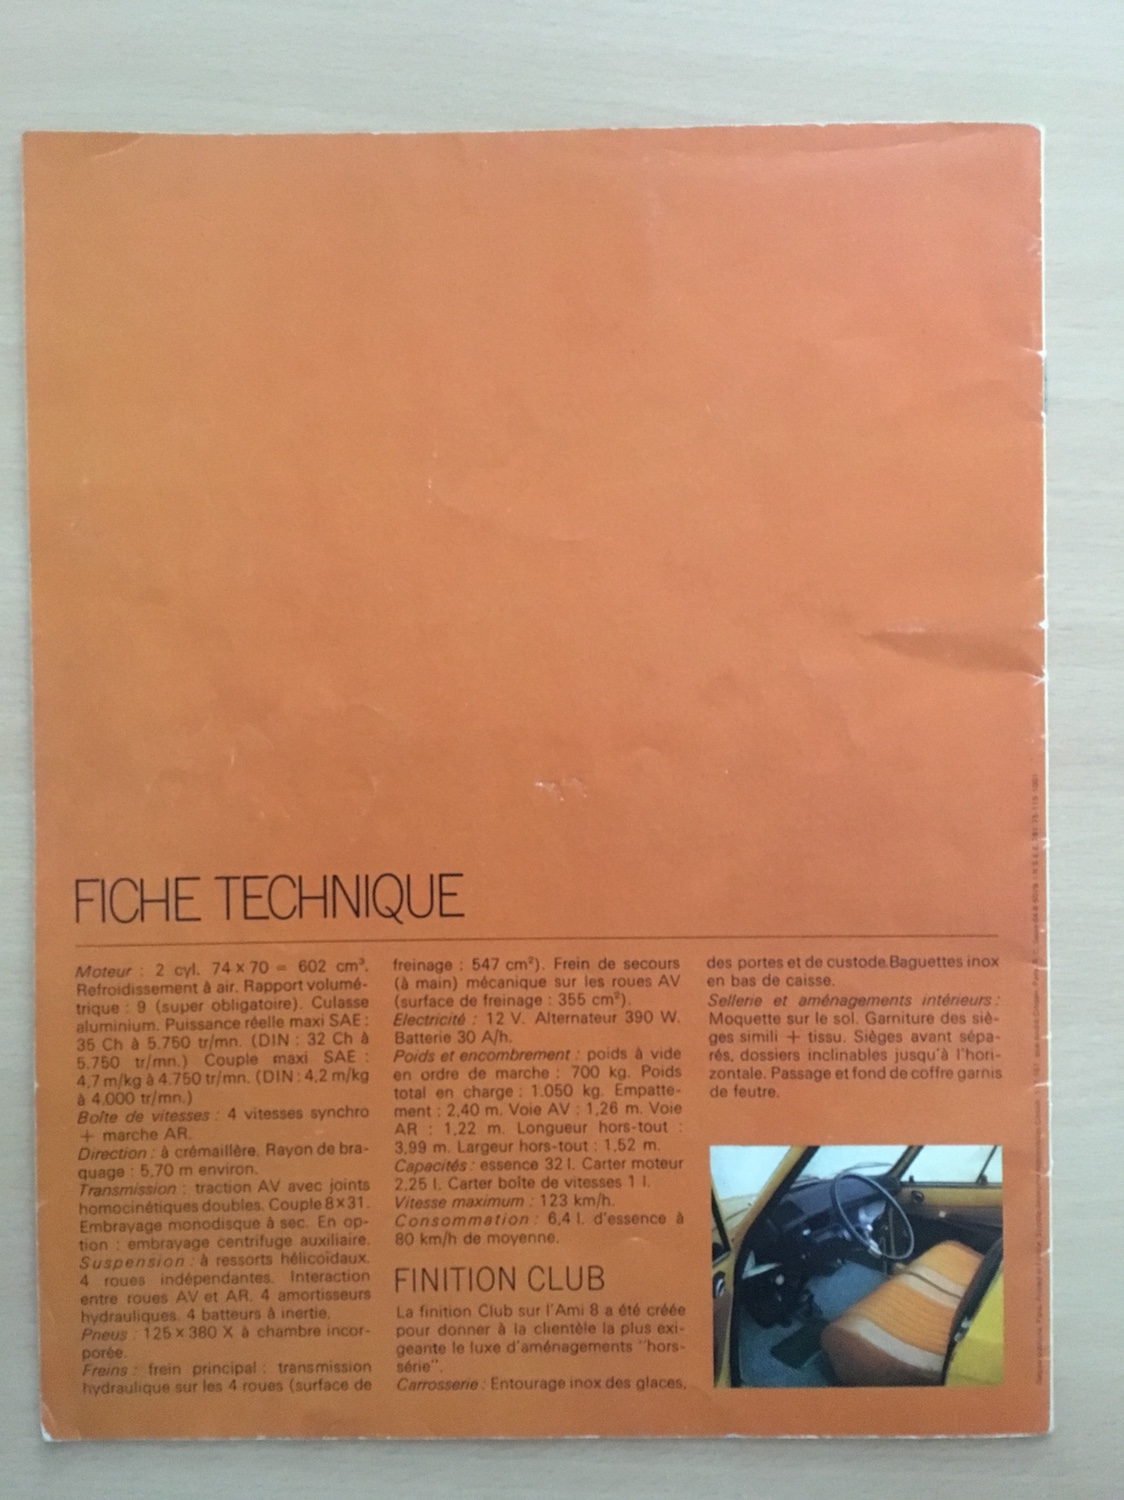 FICHE TECHNIQUE
Moteur : 2 cyl. 74 x 70 = 602 cm³.
Refroidissement à air. Rapport volumé-
trique : 9 (super obligatoire). Culasse
aluminium. Puissance réelle maxi SAE :
35 Ch à 5.750 tr/mn. (DIN : 32 Ch à
5.750 tr/mn.) Couple maxi SAE :
4,7 m/kg à 4.750 tr/mn. (DIN : 4,2 m/kg
à 4.000 tr/mn.)
Boîte de vitesses : 4 vitesses synchro
+ marche AR.
Direction : à crémaillère. Rayon de bra-
quage : 5,70 m environ.
Transmission : traction AV avec joints
homocinétiques doubles. Couple 8 x 31.
Embrayage monodisque à sec. En op-
tion : embrayage centrifuge auxiliaire.
Suspension : à ressorts hélicoïdaux.
4 roues indépendantes. Interaction
entre roues AV et AR. 4 amortisseurs
hydrauliques. 4 batteurs à inertie.
Pneus : 125 x 380 X à chambre incor-
porée.
Freins : frein principal : transmission
hydraulique sur les 4 roues (surface de
freinage : 547 cm²). Frein de secours
(à main) mécanique sur les roues AV
(surface de freinage : 355 cm²).
Electricité : 12 V. Alternateur 390 W.
Batterie 30 A/h.
Poids et encombrement : poids à vide
en ordre de marche : 700 kg. Poids
total en charge : 1.050 kg. Empatte-
ment : 2,40 m. Voie AV : 1,26 m. Voie
AR : 1,22 m. Longueur hors-tout :
3,99 m. Largeur hors-tout : 1,52 m.
Capacités : essence 32 l. Carter moteur
2,25 l. Carter boîte de vitesses 1 l.
Vitesse maximum : 123 km/h.
Consommation : 6,4 l. d'essence à
80 km/h de moyenne.
FINITION CLUB
La finition Club sur l'Ami 8 a été créée
pour donner à la clientèle la plus exi-
geante le luxe d'aménagements "hors-
série".
Carrosserie : Entourage inox des glaces,
des portes et de custode.Baguettes inox
en bas de caisse.
Sellerie et aménagements intérieurs :
Moquette sur le sol. Garniture des siè-
ges simili + tissu. Sièges avant sépa-
rés, dossiers inclinables jusqu'à l'hori-
zontale. Passage et fond de coffre garnis
de feutre.